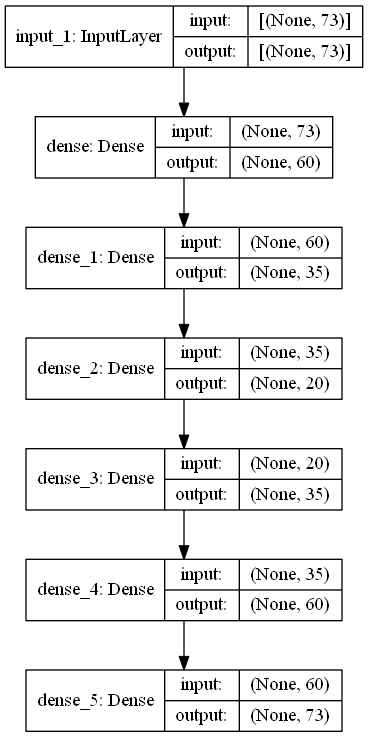 input_1: InputLayer
input: [(None, 73)]
output: [(None, 73)]
dense: Dense
input: (None, 73)
output: (None, 60)
dense_1: Dense
input: (None, 60)
output: (None, 35)
dense_2: Dense
input: (None, 35)
output: (None, 20)
dense_3: Dense
input: (None, 20)
output: (None, 35)
dense_4: Dense
input: (None, 35)
output: (None, 60)
dense_5: Dense
input: (None, 60)
output: (None, 73)